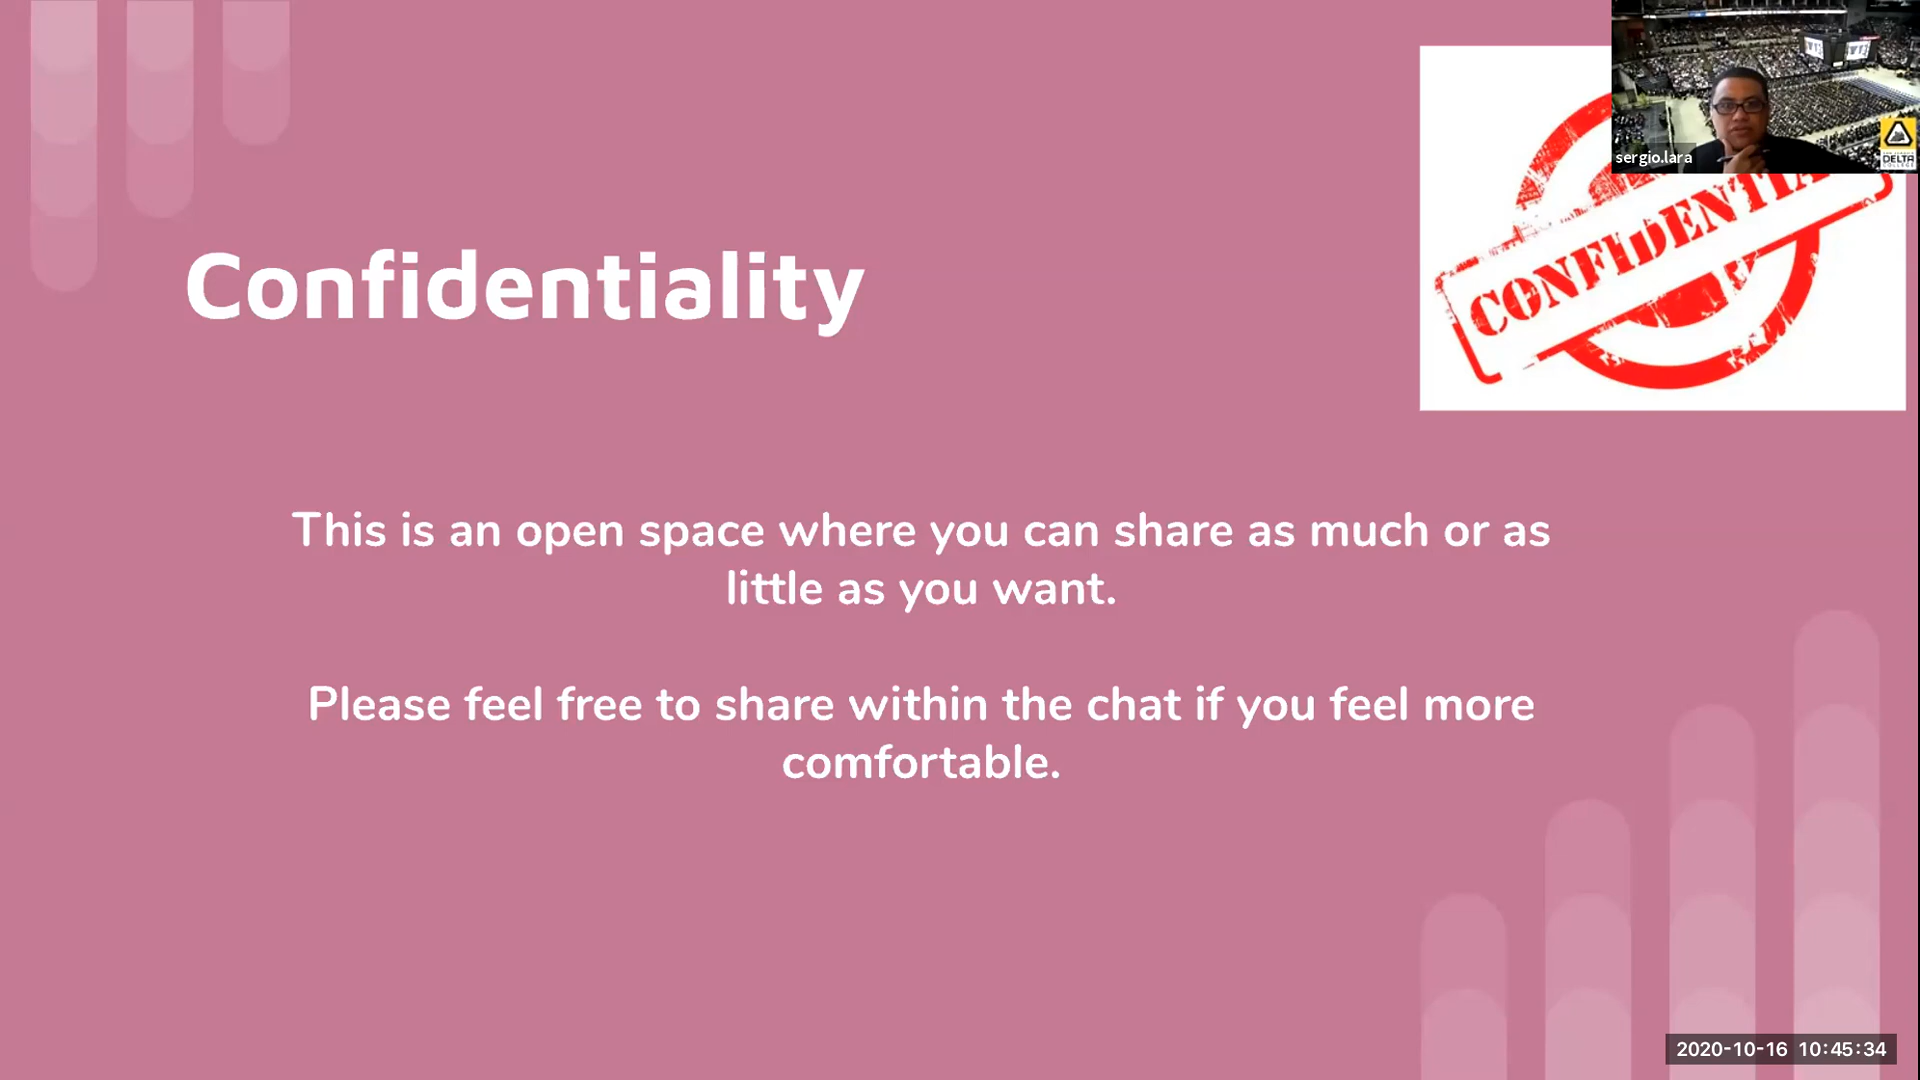 sergio.lara
DELTA
COLLEGE
CONFIDENTIA
Confidentiality
This is an open space where you can share as much or as
little as you want.
Please feel free to share within the chat if you feel more
comfortable.
2020-10-16 10:45:34